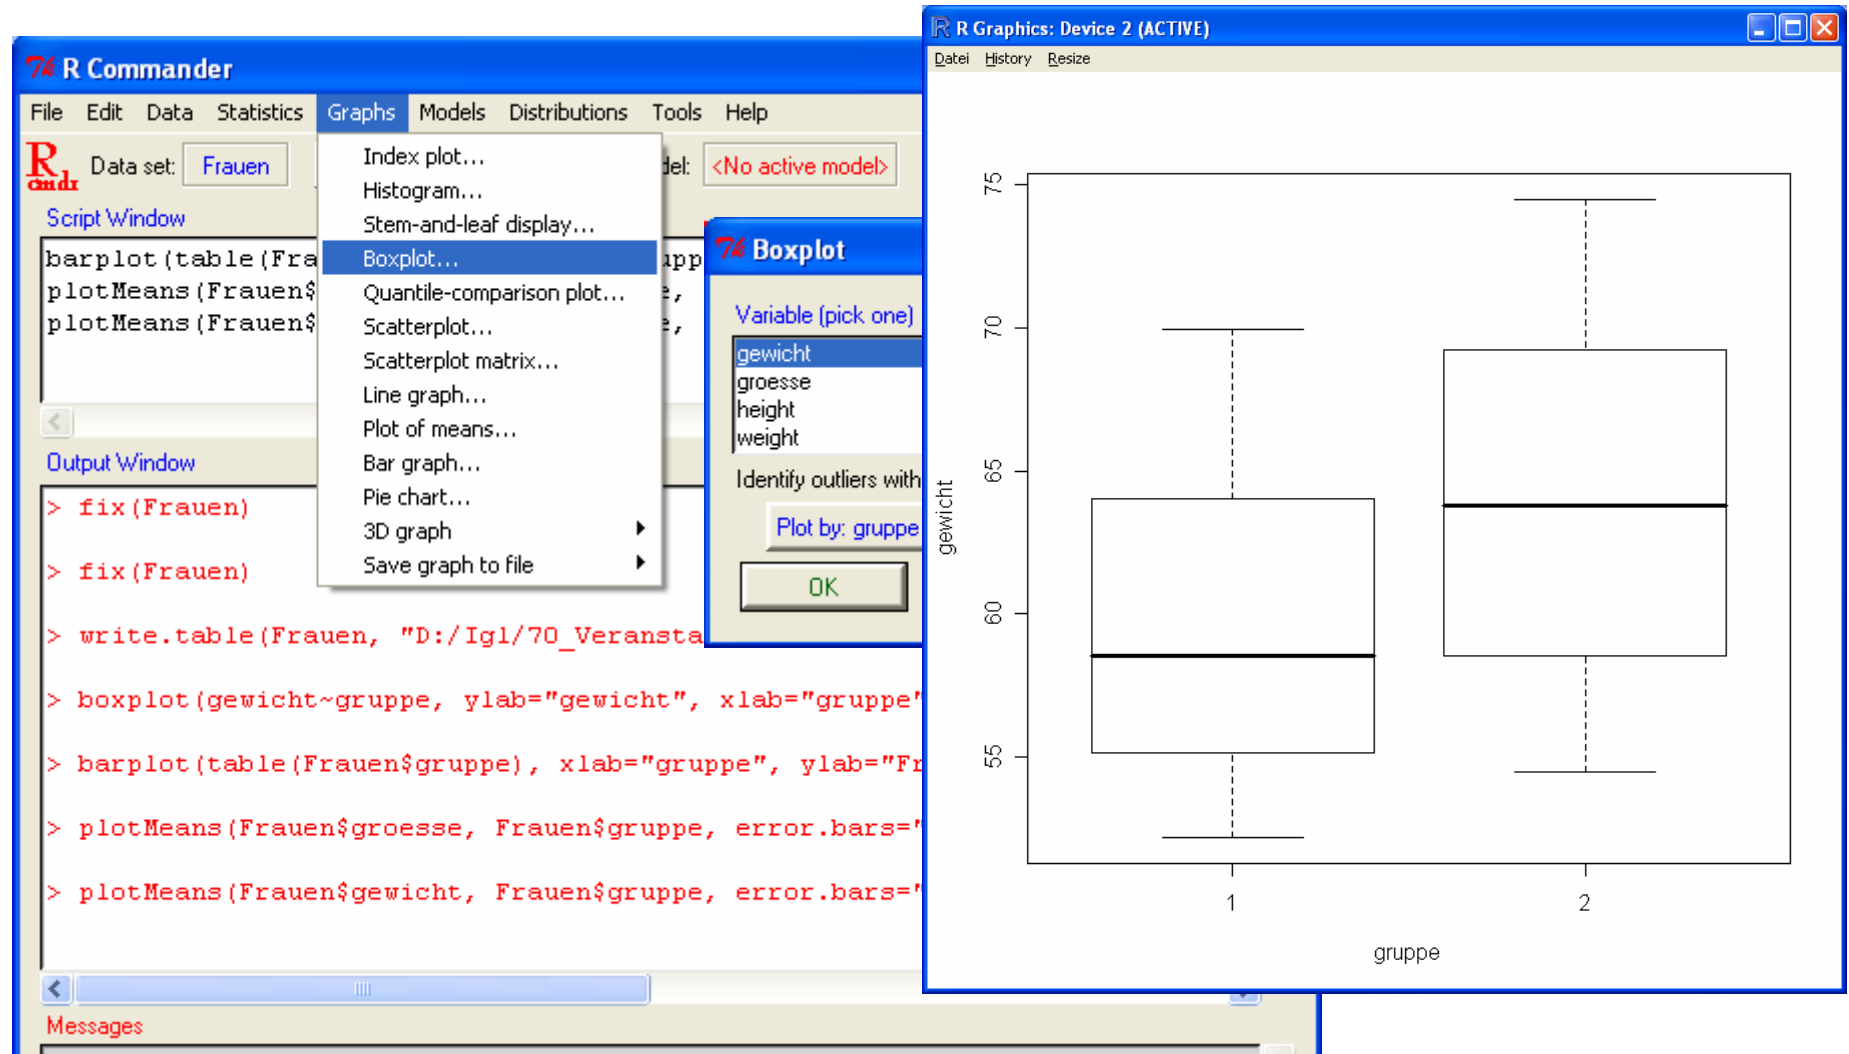 R Commander
File Edit Data Statistics Graphs Models Distributions Tools Help
R
cmdr
Data set: Frauen
del: <No active model>
Index plot...
Histogram...
Stem-and-leaf display...
Boxplot...
Quantile-comparison plot...
Scatterplot...
Scatterplot matrix...
Line graph...
Plot of means...
Bar graph...
Pie chart...
3D graph
Save graph to file
Script Window
barplot(table(Fra upp
plotMeans(Frauen$ ,
plotMeans(Frauen$ ,
Output Window
> fix(Frauen)
> fix(Frauen)
> write.table(Frauen, "D:/Igl/70_Veransta
> boxplot(gewicht~gruppe, ylab="gewicht", xlab="gruppe"
> barplot(table(Frauen$gruppe), xlab="gruppe", ylab="Fr
> plotMeans(Frauen$groesse, Frauen$gruppe, error.bars="
> plotMeans(Frauen$gewicht, Frauen$gruppe, error.bars="
Messages
Boxplot
Variable (pick one)
gewicht
groesse
height
weight
Identify outliers with
Plot by: gruppe
OK
R Graphics: Device 2 (ACTIVE)
Datei History Resize
75
70
65
60
55
gewicht
1 2
gruppe